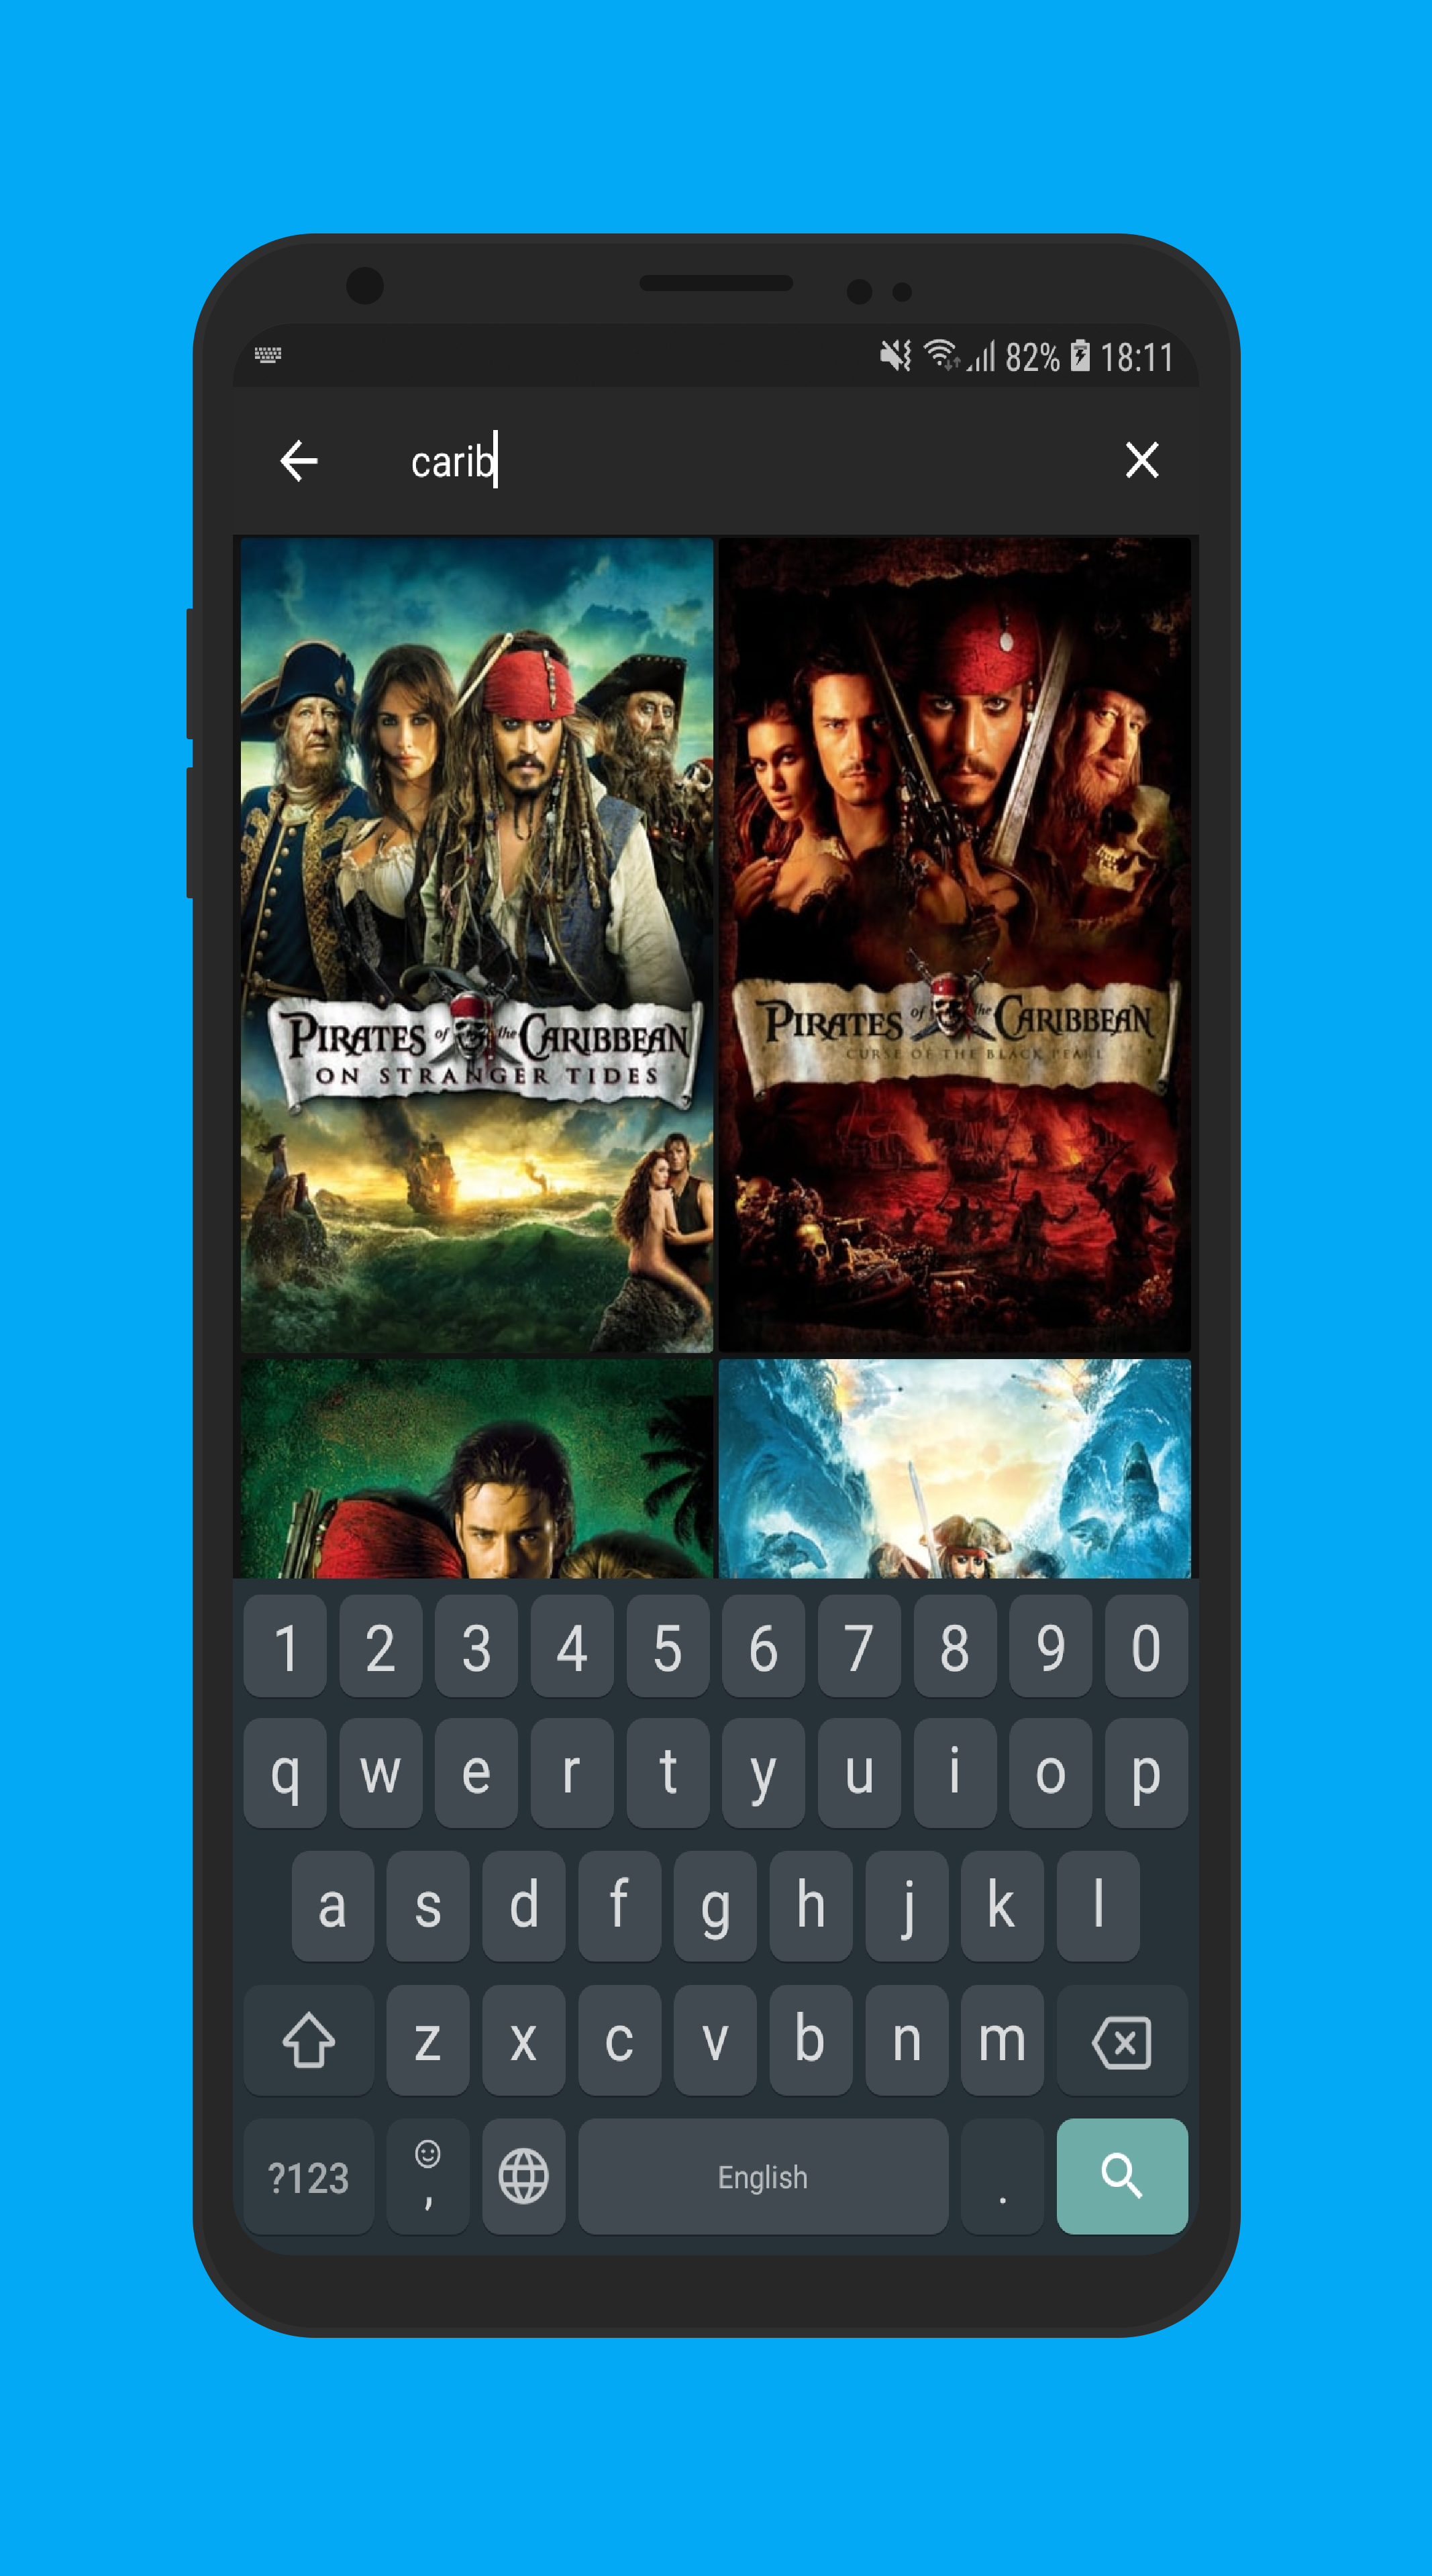 82% 18:11
carib
PIRATES of the CARIBBEAN
ON STRANGER TIDES
PIRATES of the CARIBBEAN
CURSE OF THE BLACK PEARL
1 2 3 4 5 6 7 8 9 0
q w e r t y u i o p
a s d f g h j k l
z x c v b n m
?123 , English .